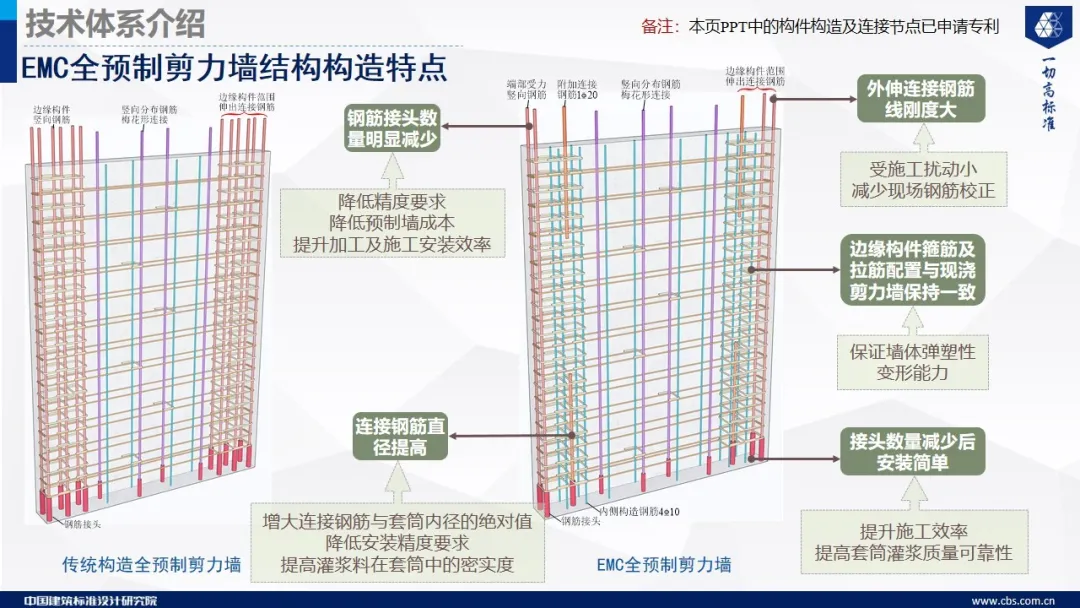 技术体系介绍
备注：本页PPT中的构件构造及连接节点已申请专利
一切高标准
EMC全预制剪力墙结构构造特点
边缘构件
竖向钢筋
竖向分布钢筋
梅花形连接
边缘构件范围
伸出连接钢筋
钢筋接头
传统构造全预制剪力墙
钢筋接头数
量明显减少
降低精度要求
降低预制墙成本
提升加工及施工安装效率
连接钢筋直
径提高
增大连接钢筋与套筒内径的绝对值
降低安装精度要求
提高灌浆料在套筒中的密实度
端部受力
竖向钢筋
附加连接
钢筋1⌀20
竖向分布钢筋
梅花形连接
边缘构件范围
伸出连接钢筋
内侧构造钢筋4⌀10
钢筋接头
EMC全预制剪力墙
外伸连接钢筋
线刚度大
受施工扰动小
减少现场钢筋校正
边缘构件箍筋及
拉筋配置与现浇
剪力墙保持一致
保证墙体弹塑性
变形能力
接头数量减少后
安装简单
提升施工效率
提高套筒灌浆质量可靠性
中国建筑标准设计研究院
www.cbs.com.cn